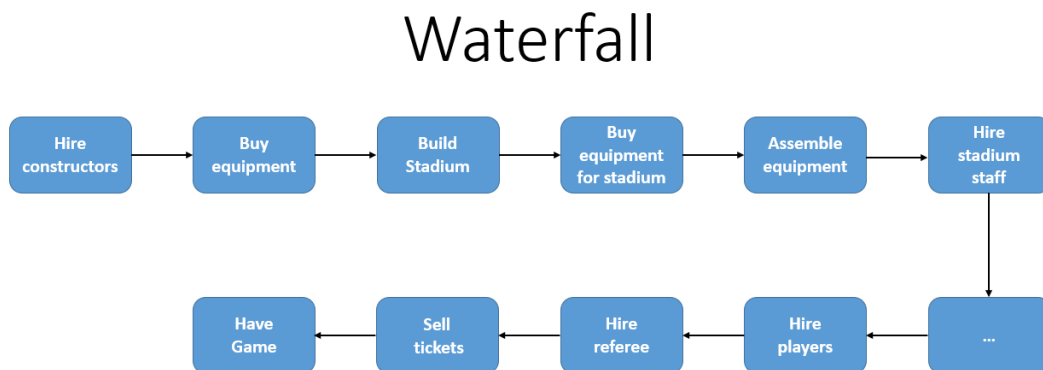 Waterfall
Hire
constructors
Buy
equipment
Build
Stadium
Buy
equipment
for stadium
Assemble
equipment
Hire
stadium
staff
Have
Game
Sell
tickets
Hire
referee
Hire
players
...